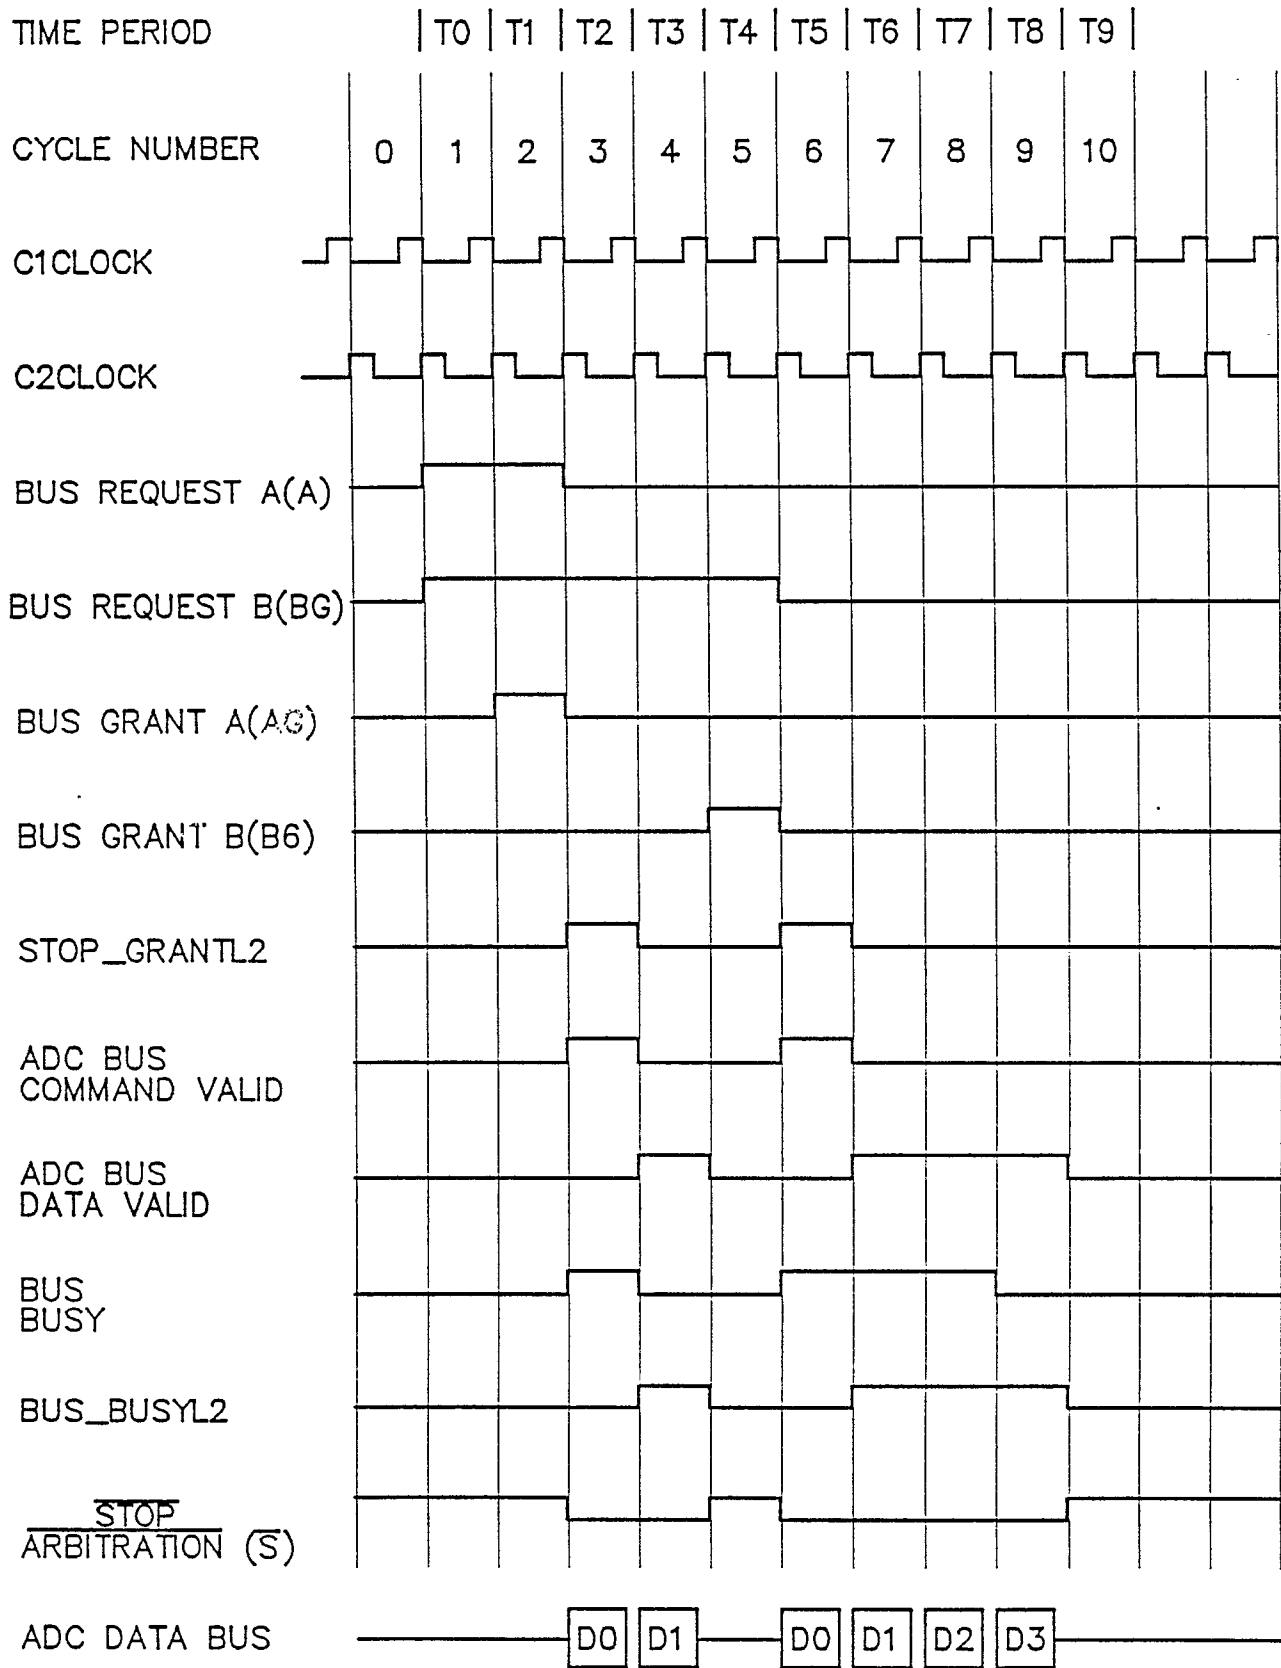 TIME PERIOD | T0 | T1 | T2 | T3 | T4 | T5 | T6 | T7 | T8 | T9 |
CYCLE NUMBER 0 1 2 3 4 5 6 7 8 9 10
C1CLOCK
C2CLOCK
BUS REQUEST A(A)
BUS REQUEST B(BG)
BUS GRANT A(AG)
BUS GRANT B(B6)
STOP_GRANTL2
ADC BUS
COMMAND VALID
ADC BUS
DATA VALID
BUS
BUSY
BUS_BUSYL2
STOP
ARBITRATION (S̅)
ADC DATA BUS D0 D1 D0 D1 D2 D3